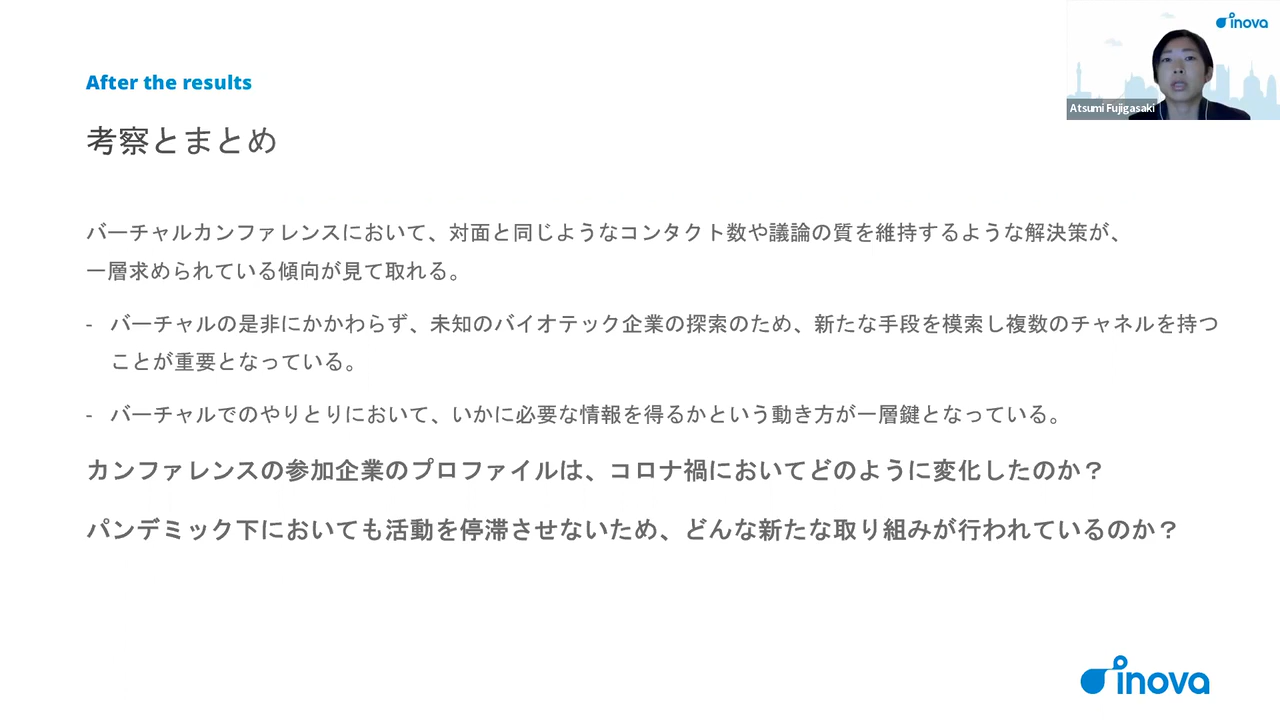 inova
Atsumi Fujigasaki
After the results
考察とまとめ
バーチャルカンファレンスにおいて、対面と同じようなコンタクト数や議論の質を維持するような解決策が、
一層求められている傾向が見て取れる。
- バーチャルの是非にかかわらず、未知のバイオテック企業の探索のため、新たな手段を模索し複数のチャネルを持つ
ことが重要となっている。
- バーチャルでのやりとりにおいて、いかに必要な情報を得るかという動き方が一層鍵となっている。
カンファレンスの参加企業のプロファイルは、コロナ禍においてどのように変化したのか？
パンデミック下においても活動を停滞させないため、どんな新たな取り組みが行われているのか？
inova